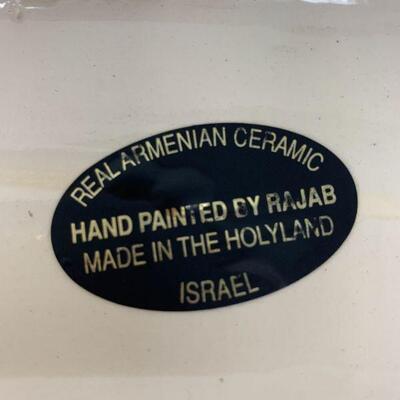 REAL ARMENIAN CERAMIC
HAND PAINTED BY RAJAB
MADE IN THE HOLYLAND
ISRAEL